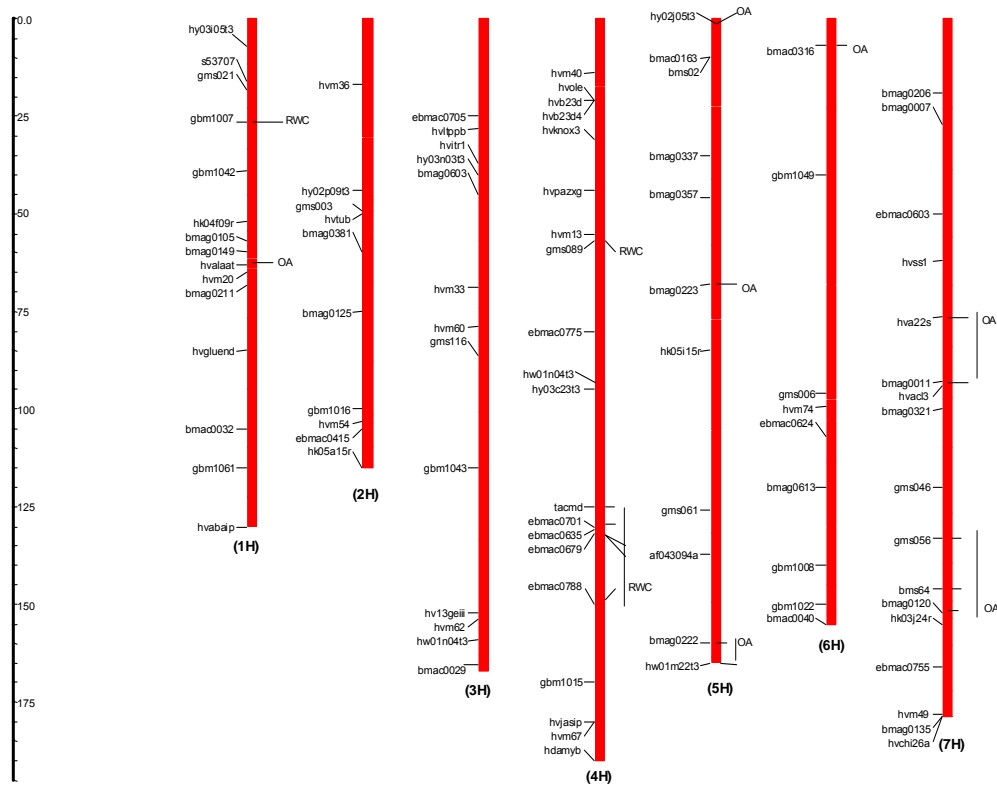 0.0
25
50
75
100
125
150
175
hy03i05t3
s53707
gms021
gbm1007
RWC
gbm1042
hk04f09r
bmag0105
bmag0149
OA
hvalaat
hvm20
bmag0211
hvgluend
bmac0032
gbm1061
hvabaip
(1H)
hvm36
hy02p09t3
gms003
hvtub
bmag0381
bmag0125
gbm1016
hvm54
ebmac0415
hk05a15r
(2H)
ebmac0705
hvltppb
hvitr1
hy03n03t3
bmag0603
hvm33
hvm60
gms116
gbm1043
hv13geiii
hvm62
hw01n04t3
bmac0029
(3H)
hvm40
hvole
hvb23d
hvb23d4
hvknox3
hvpazxg
hvm13
gms089
RWC
ebmac0775
hw01n04t3
hy03c23t3
tacmd
ebmac0701
ebmac0635
ebmac0679
ebmac0788
RWC
gbm1015
hvjasip
hvm67
hdamyb
(4H)
hy02j05t3
OA
bmac0163
bms02
bmag0337
bmag0357
bmag0223
OA
hk05i15r
gms061
af043094a
bmag0222
OA
hw01m22t3
(5H)
bmac0316
OA
gbm1049
gms006
hvm74
ebmac0624
bmag0613
gbm1008
gbm1022
bmac0040
(6H)
bmag0206
bmag0007
ebmac0603
hvss1
hva22s
OA
bmag0011
hvacl3
bmag0321
gms046
gms056
bms64
bmag0120
OA
hk03j24r
ebmac0755
hvm49
bmag0135
hvchi26a
(7H)